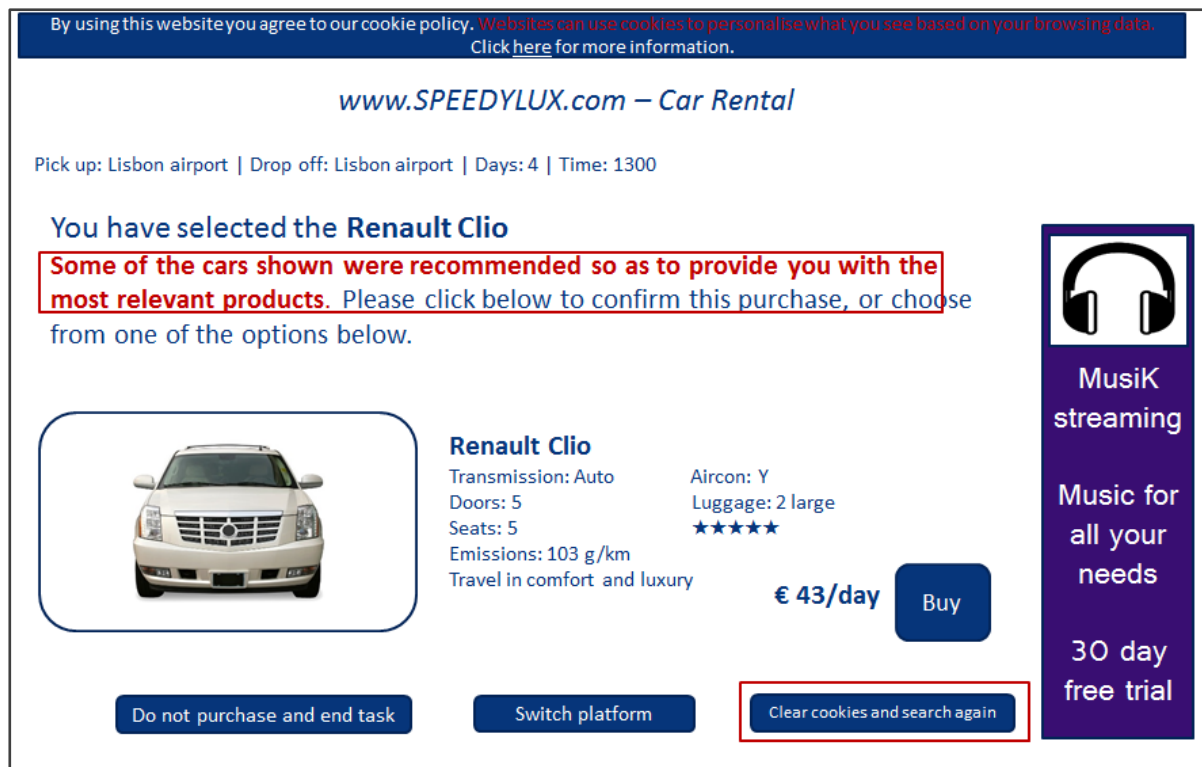 By using this website you agree to our cookie policy. Websites can use cookies to personalise what you see based on your browsing data.
Click here for more information.
www.SPEEDYLUX.com – Car Rental
Pick up: Lisbon airport | Drop off: Lisbon airport | Days: 4 | Time: 1300
You have selected the Renault Clio
Some of the cars shown were recommended so as to provide you with the
most relevant products. Please click below to confirm this purchase, or choose
from one of the options below.
Renault Clio
Transmission: Auto
Aircon: Y
Doors: 5
Luggage: 2 large
Seats: 5
★★★★★
Emissions: 103 g/km
Travel in comfort and luxury
€ 43/day
Buy
Do not purchase and end task
Switch platform
Clear cookies and search again
MusiK
streaming
Music for
all your
needs
30 day
free trial